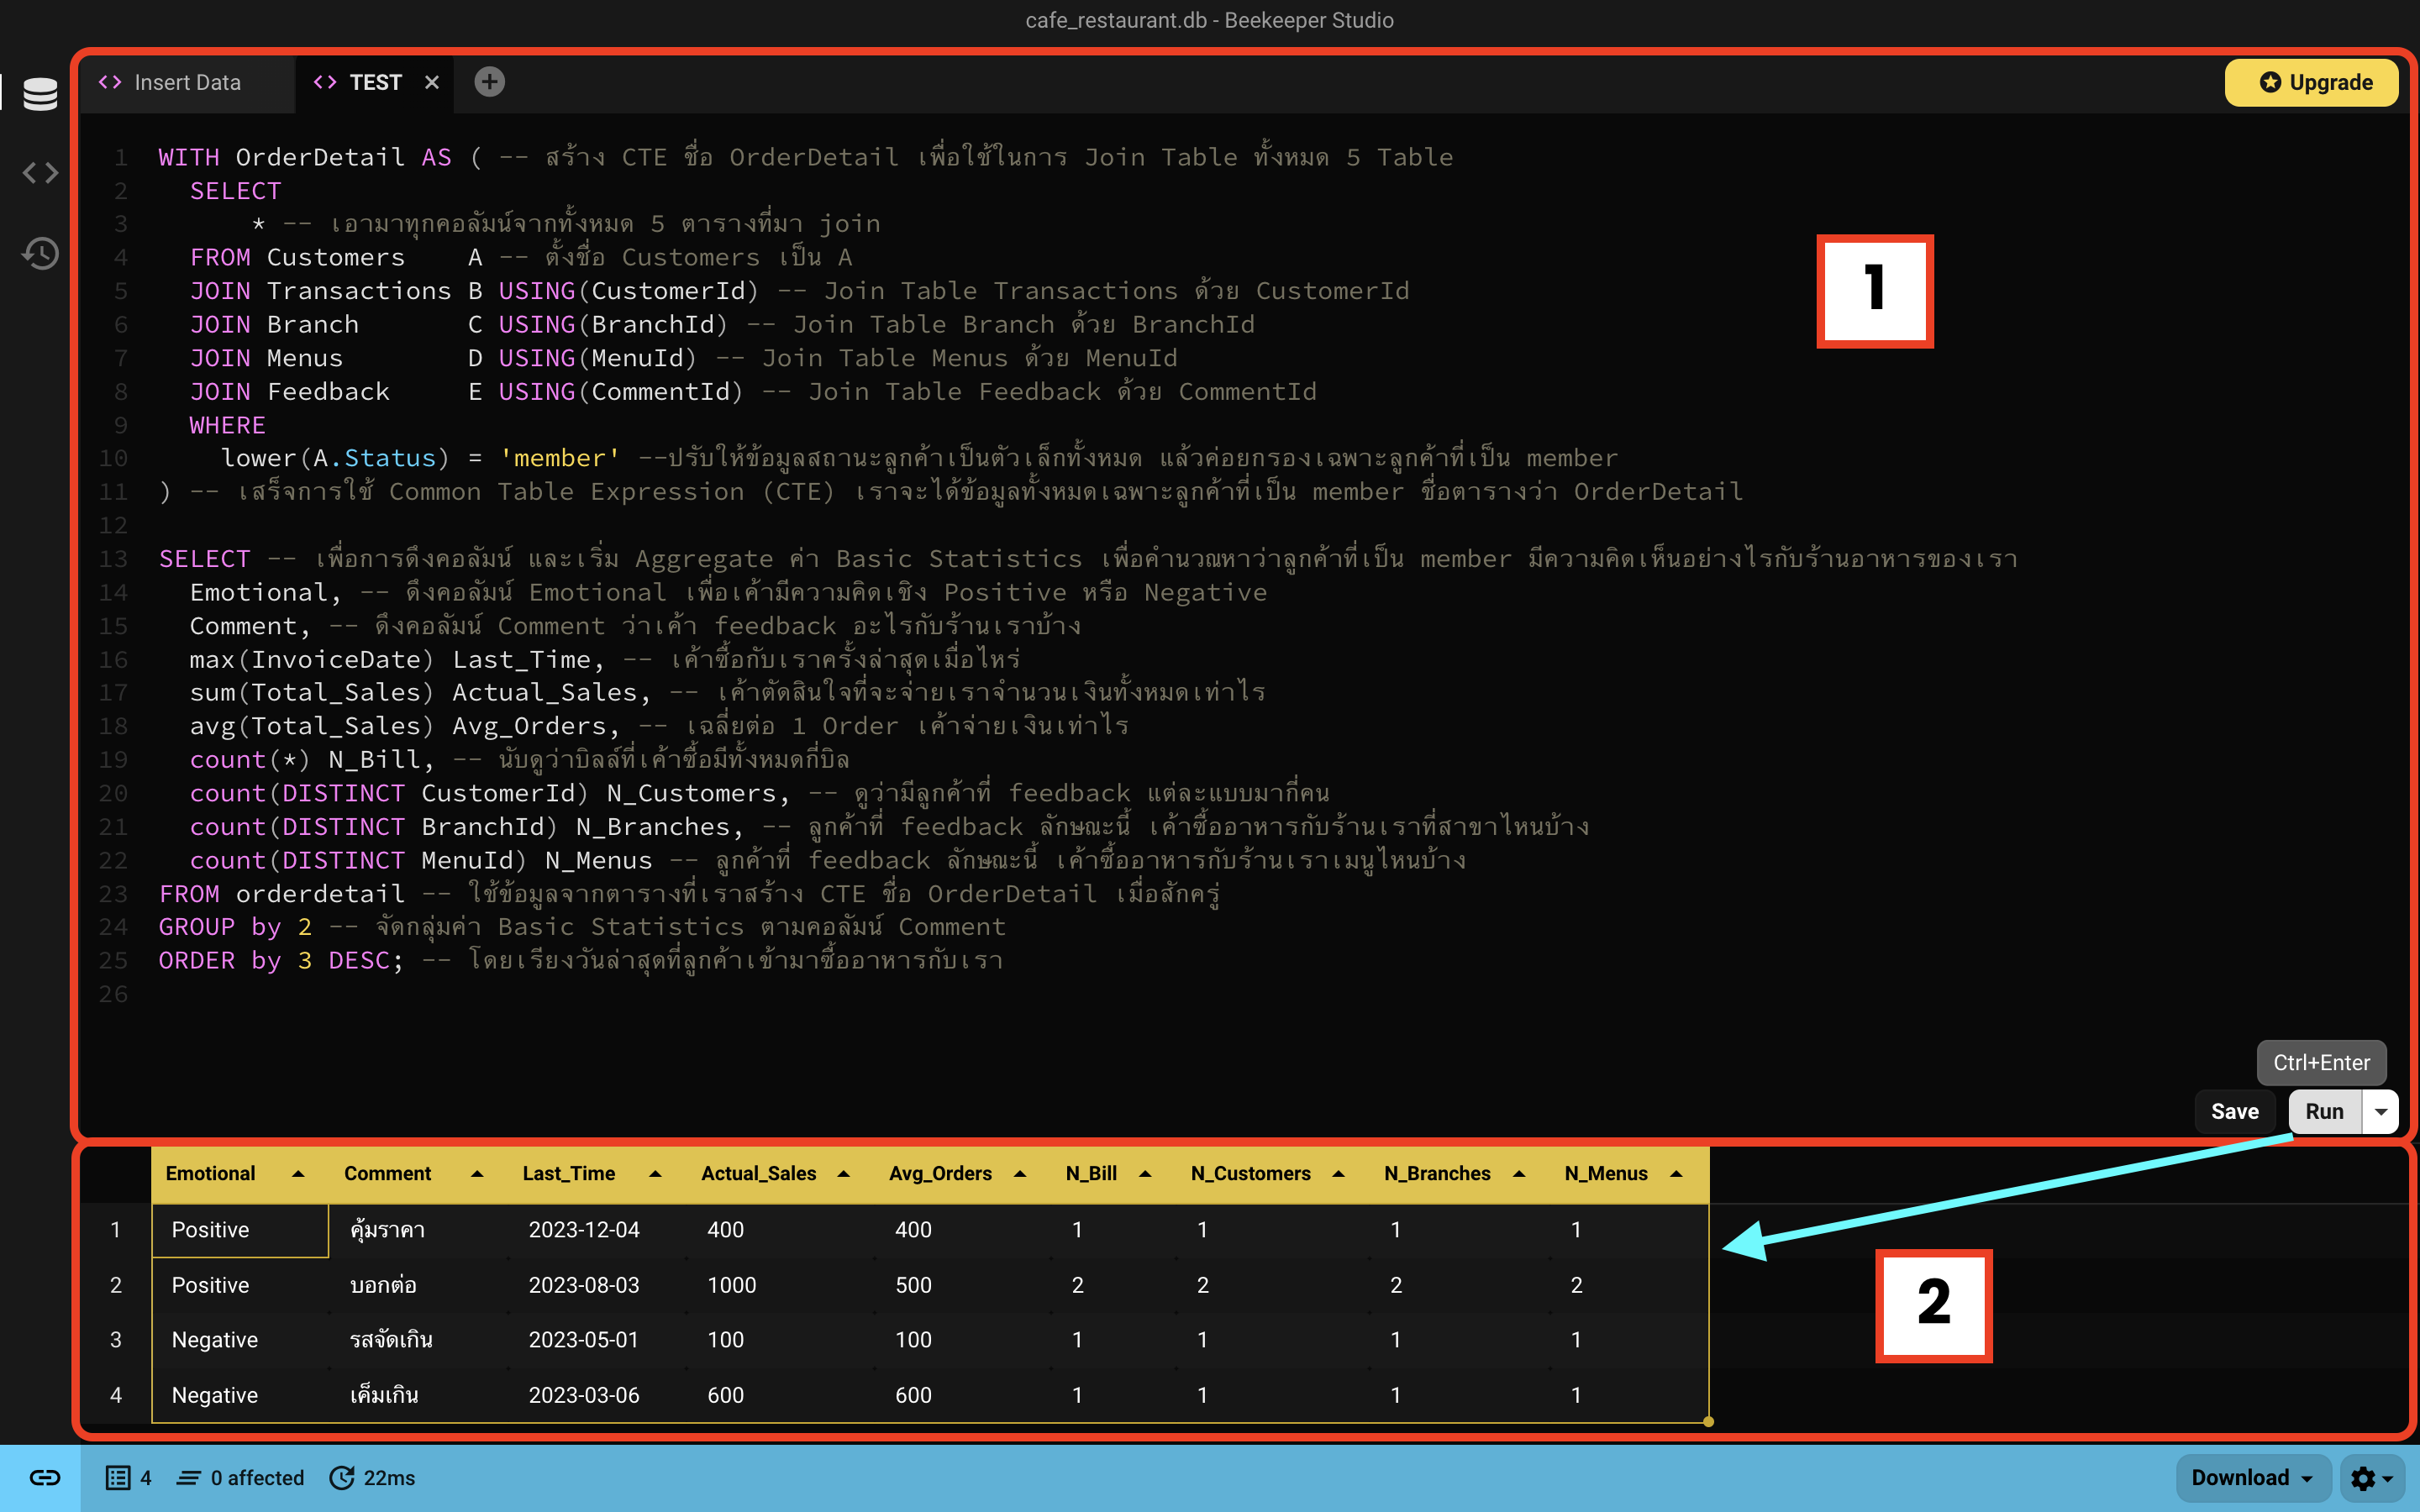 cafe_restaurant.db - Beekeeper Studio
<> Insert Data <> TEST × + Upgrade
1 WITH OrderDetail AS ( -- สร้าง CTE ชื่อ OrderDetail เพื่อใช้ในการ Join Table ทั้งหมด 5 Table
2 SELECT
3 * -- เอามาทุกคอลัมน์จากทั้งหมด 5 ตารางที่มา join
4 FROM Customers A -- ตั้งชื่อ Customers เป็น A
5 JOIN Transactions B USING(CustomerId) -- Join Table Transactions ด้วย CustomerId
6 JOIN Branch C USING(BranchId) -- Join Table Branch ด้วย BranchId
7 JOIN Menus D USING(MenuId) -- Join Table Menus ด้วย MenuId
8 JOIN Feedback E USING(CommentId) -- Join Table Feedback ด้วย CommentId
9 WHERE
10 lower(A.Status) = 'member' --ปรับให้ข้อมูลสถานะลูกค้าเป็นตัวเล็กทั้งหมด แล้วค่อยกรองเฉพาะลูกค้าที่เป็น member
11 ) -- เสร็จการใช้ Common Table Expression (CTE) เราจะได้ข้อมูลทั้งหมดเฉพาะลูกค้าที่เป็น member ชื่อตารางว่า OrderDetail
12
13 SELECT -- เพื่อการดึงคอลัมน์ และเริ่ม Aggregate ค่า Basic Statistics เพื่อคำนวณหาว่าลูกค้าที่เป็น member มีความคิดเห็นอย่างไรกับร้านอาหารของเรา
14 Emotional, -- ดึงคอลัมน์ Emotional เพื่อเค้ามีความคิดเชิง Positive หรือ Negative
15 Comment, -- ดึงคอลัมน์ Comment ว่าเค้า feedback อะไรกับร้านเราบ้าง
16 max(InvoiceDate) Last_Time, -- เค้าซื้อกับเราครั้งล่าสุดเมื่อไหร่
17 sum(Total_Sales) Actual_Sales, -- เค้าตัดสินใจที่จะจ่ายเราจำนวนเงินทั้งหมดเท่าไร
18 avg(Total_Sales) Avg_Orders, -- เฉลี่ยต่อ 1 Order เค้าจ่ายเงินเท่าไร
19 count(*) N_Bill, -- นับดูว่าบิลล์ที่เค้าซื้อมีทั้งหมดกี่บิล
20 count(DISTINCT CustomerId) N_Customers, -- ดูว่ามีลูกค้าที่ feedback แต่ละแบบมากี่คน
21 count(DISTINCT BranchId) N_Branches, -- ลูกค้าที่ feedback ลักษณะนี้ เค้าซื้ออาหารกับร้านเราที่สาขาไหนบ้าง
22 count(DISTINCT MenuId) N_Menus -- ลูกค้าที่ feedback ลักษณะนี้ เค้าซื้ออาหารกับร้านเราเมนูไหนบ้าง
23 FROM orderdetail -- ใช้ข้อมูลจากตารางที่เราสร้าง CTE ชื่อ OrderDetail เมื่อสักครู่
24 GROUP by 2 -- จัดกลุ่มค่า Basic Statistics ตามคอลัมน์ Comment
25 ORDER by 3 DESC; -- โดยเรียงวันล่าสุดที่ลูกค้าเข้ามาซื้ออาหารกับเรา
26
1
Ctrl+Enter
Save Run
Emotional Comment Last_Time Actual_Sales Avg_Orders N_Bill N_Customers N_Branches N_Menus
1 Positive คุ้มราคา 2023-12-04 400 400 1 1 1 1
2 Positive บอกต่อ 2023-08-03 1000 500 2 2 2 2
3 Negative รสจัดเกิน 2023-05-01 100 100 1 1 1 1
4 Negative เค็มเกิน 2023-03-06 600 600 1 1 1 1
2
4 0 affected 22ms Download